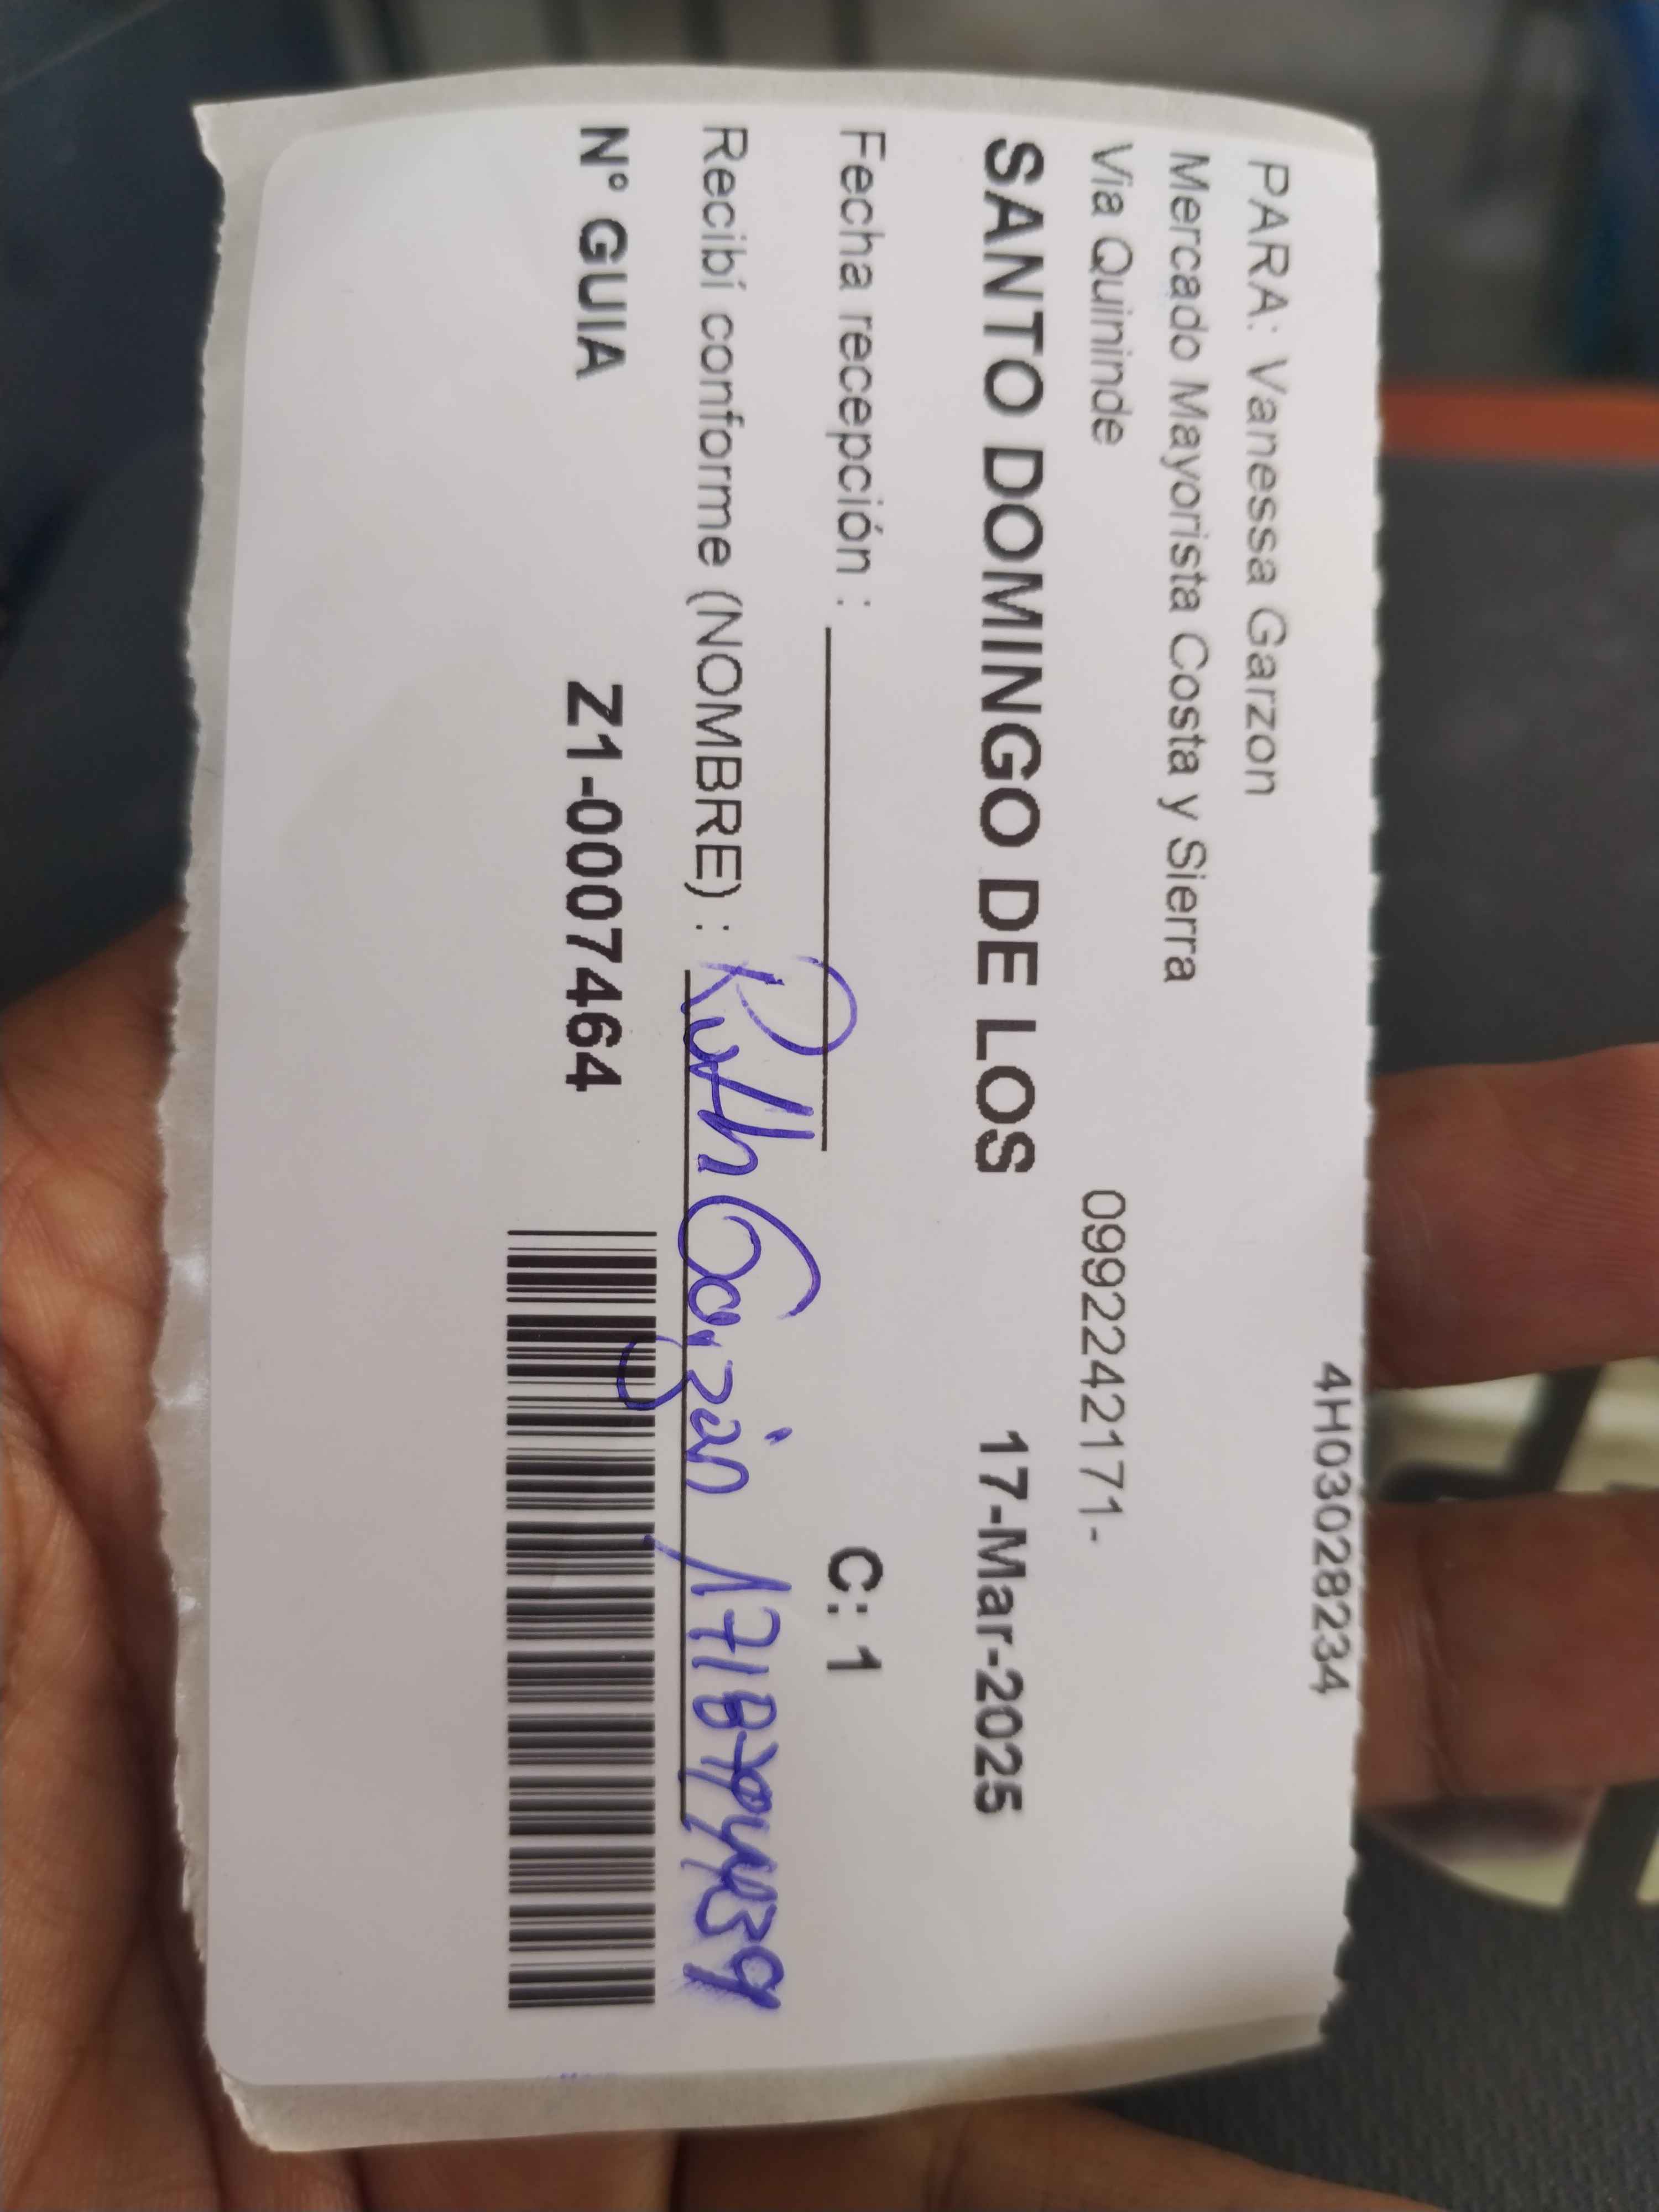 4H03028234
PARA: Vanessa Garzon
Mercado Mayorista Costa y Sierra
Via Quininde 0992242171-
SANTO DOMINGO DE LOS 17-Mar-2025
Fecha recepción : C: 1
Recibí conforme (NOMBRE) : Ruth Garzón
N° GUIA Z1-0007464